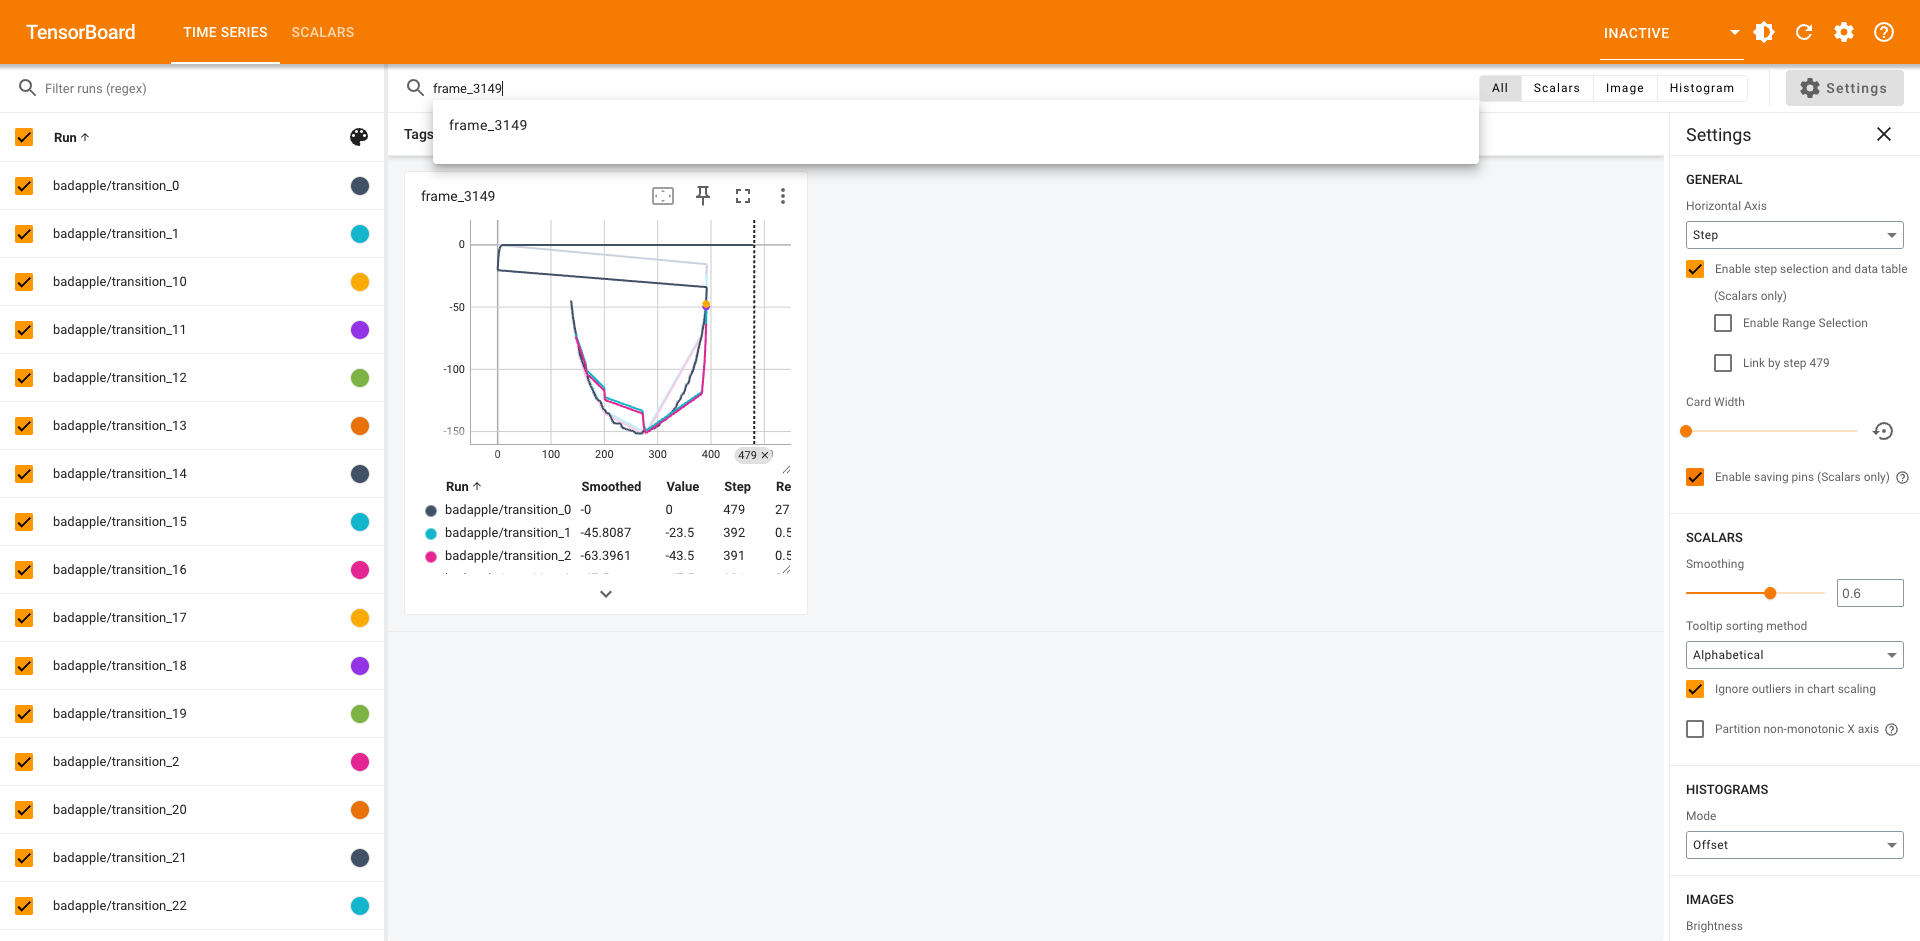 TensorBoard
TIME SERIES
SCALARS
INACTIVE
Filter runs (regex)
Run
badapple/transition_0
badapple/transition_1
badapple/transition_10
badapple/transition_11
badapple/transition_12
badapple/transition_13
badapple/transition_14
badapple/transition_15
badapple/transition_16
badapple/transition_17
badapple/transition_18
badapple/transition_19
badapple/transition_2
badapple/transition_20
badapple/transition_21
badapple/transition_22
frame_3149
All
Scalars
Image
Histogram
Settings
frame_3149
Tags
frame_3149
0
-50
-100
-150
0
100
200
300
400
479
Run Smoothed Value Step Re
badapple/transition_0 -0 0 479 27.
badapple/transition_1 -45.8087 -23.5 392 0.5
badapple/transition_2 -63.3961 -43.5 391 0.5
Settings
GENERAL
Horizontal Axis
Step
Enable step selection and data table
(Scalars only)
Enable Range Selection
Link by step 479
Card Width
Enable saving pins (Scalars only)
SCALARS
Smoothing
0.6
Tooltip sorting method
Alphabetical
Ignore outliers in chart scaling
Partition non-monotonic X axis
HISTOGRAMS
Mode
Offset
IMAGES
Brightness